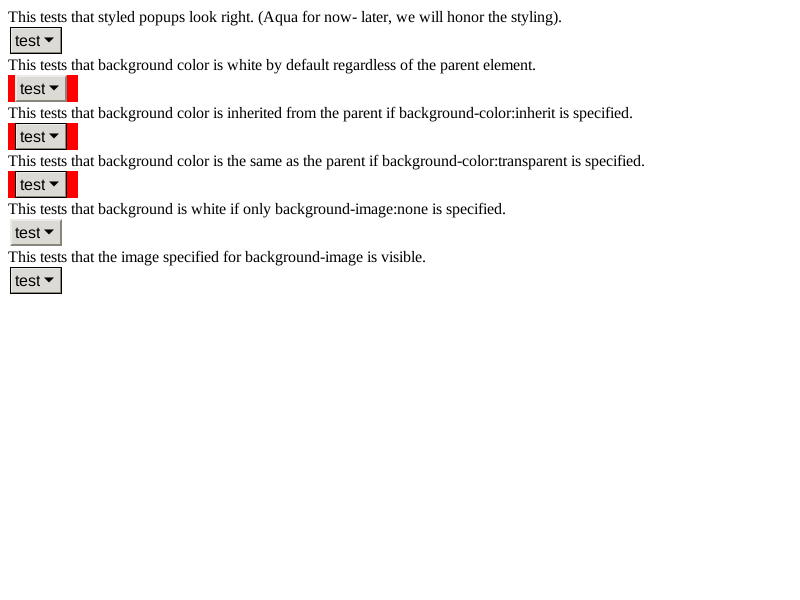 This tests that styled popups look right. (Aqua for now- later, we will honor the styling).
test
This tests that background color is white by default regardless of the parent element.
test
This tests that background color is inherited from the parent if background-color:inherit is specified.
test
This tests that background color is the same as the parent if background-color:transparent is specified.
test
This tests that background is white if only background-image:none is specified.
test
This tests that the image specified for background-image is visible.
test